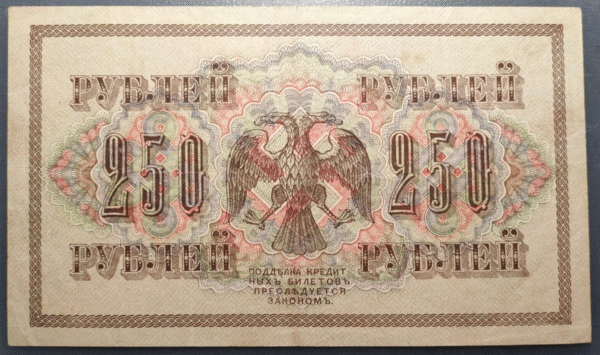 РУБЛЕЙ РУБЛЕЙ
250 250
РУБЛЕЙ РУБЛЕЙ
ПОДДѢЛКА КРЕДИТ
НЫХЪ БИЛЕТОВЪ
ПРЕСЛѢДУЕТСЯ
ЗАКОНОМЪ.